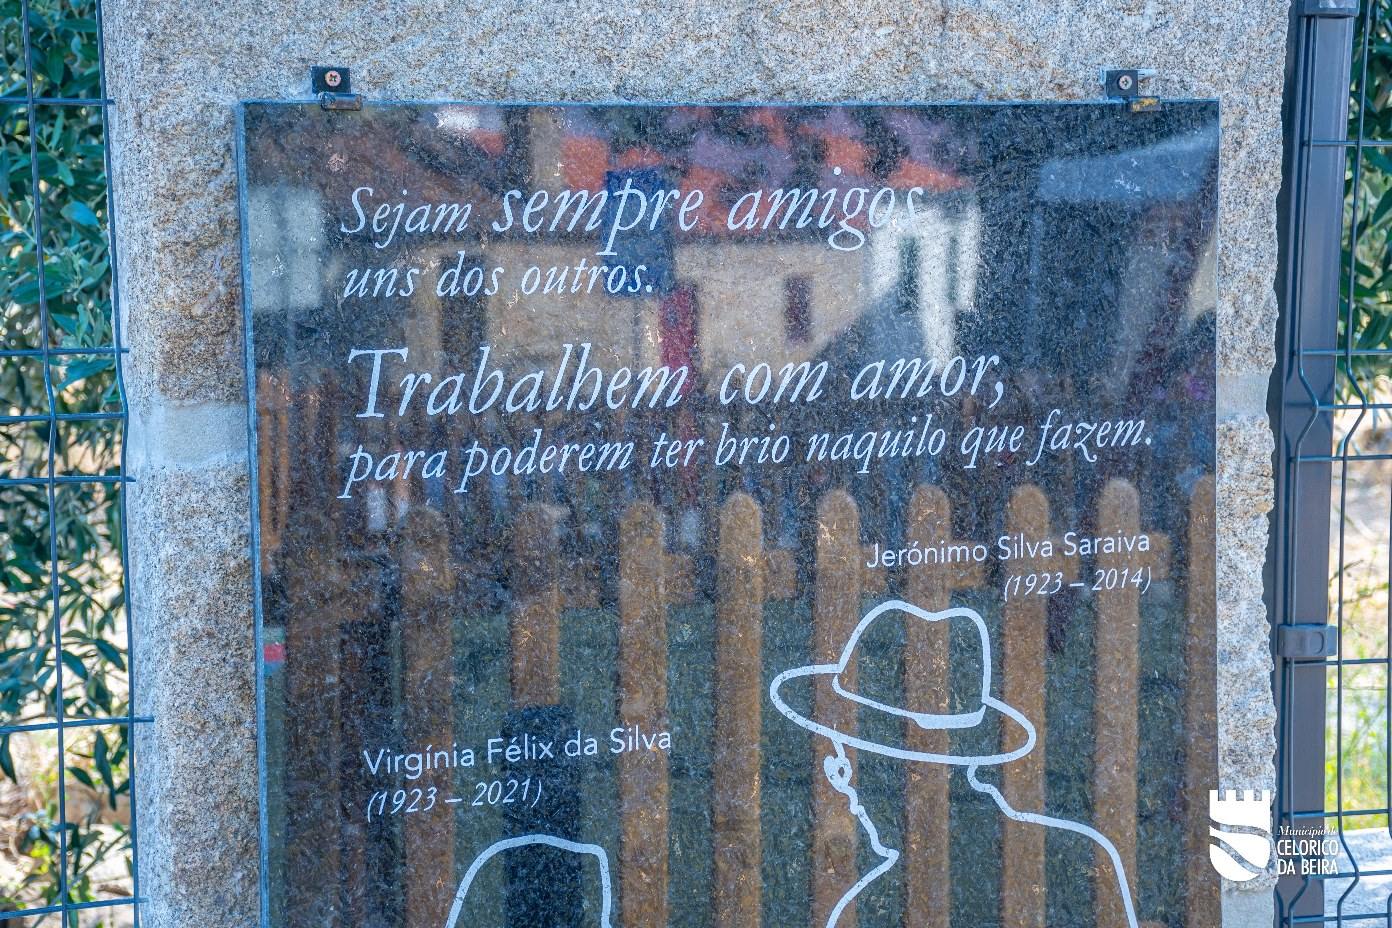 Sejam sempre amigos
uns dos outros.
Trabalhem com amor,
para poderem ter brio naquilo que fazem.
Jerónimo Silva Saraiva
(1923 – 2014)
Virgínia Félix da Silva
(1923 – 2021)
Município de
CELORICO
DA BEIRA